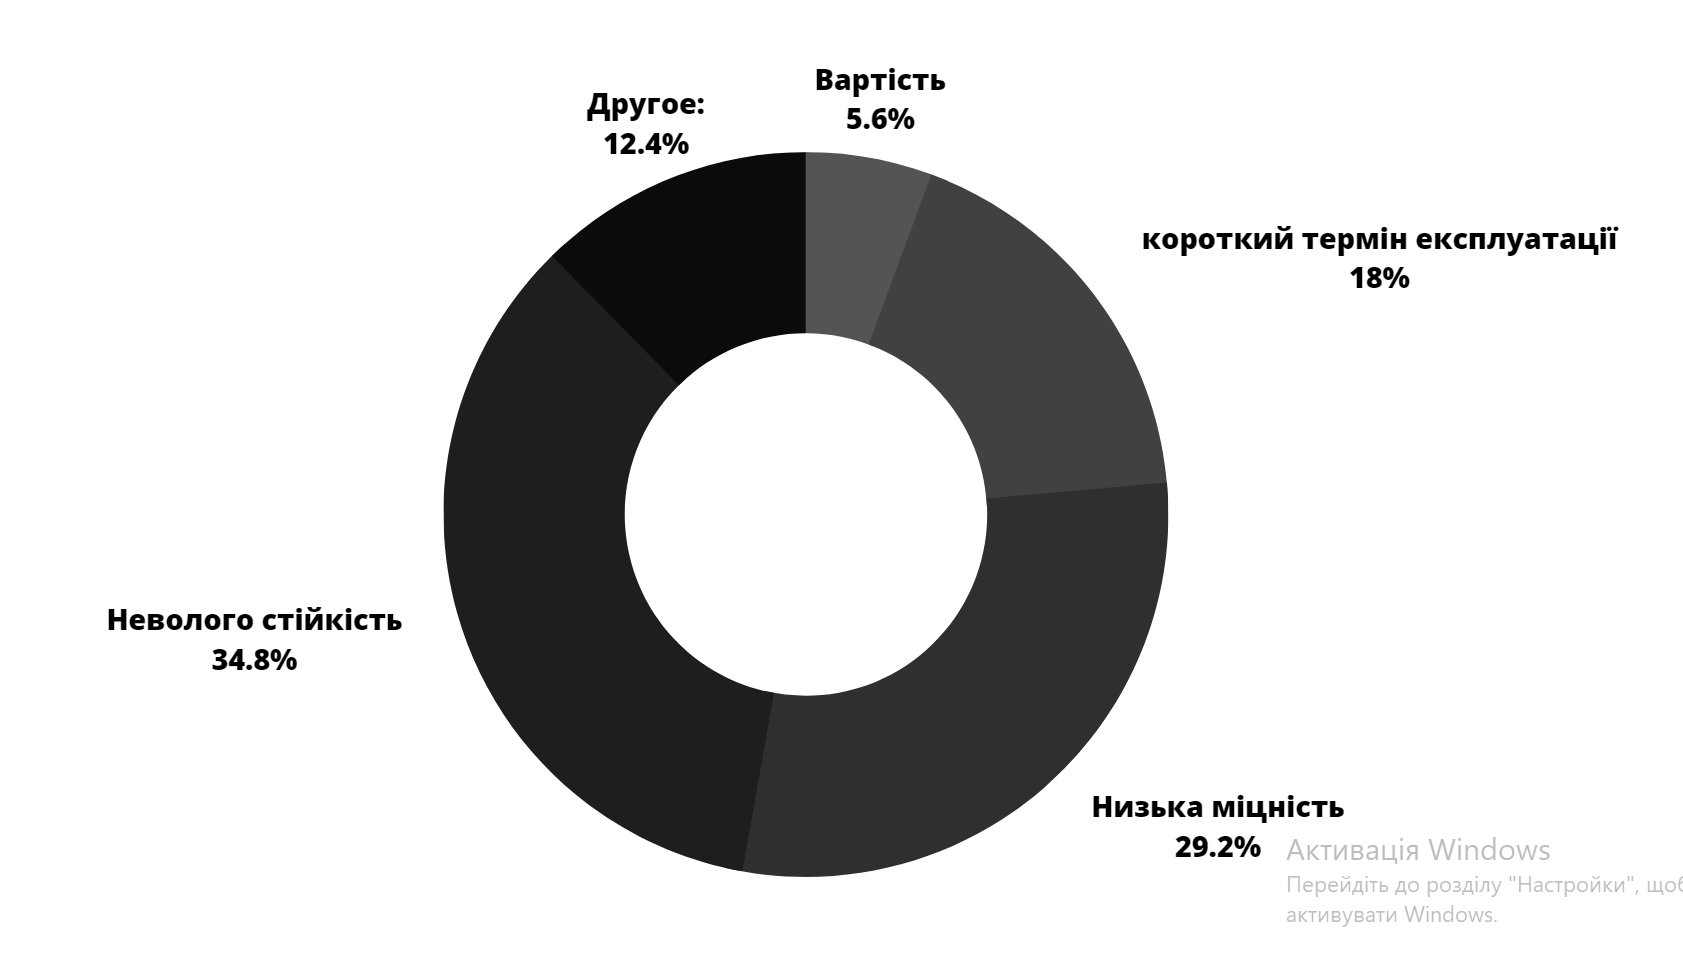 Вартість
5.6%
Другое:
12.4%
короткий термін експлуатації
18%
Неволого стійкість
34.8%
Низька міцність
29.2%
Активація Windows
Перейдіть до розділу "Настройки", щоб
активувати Windows.